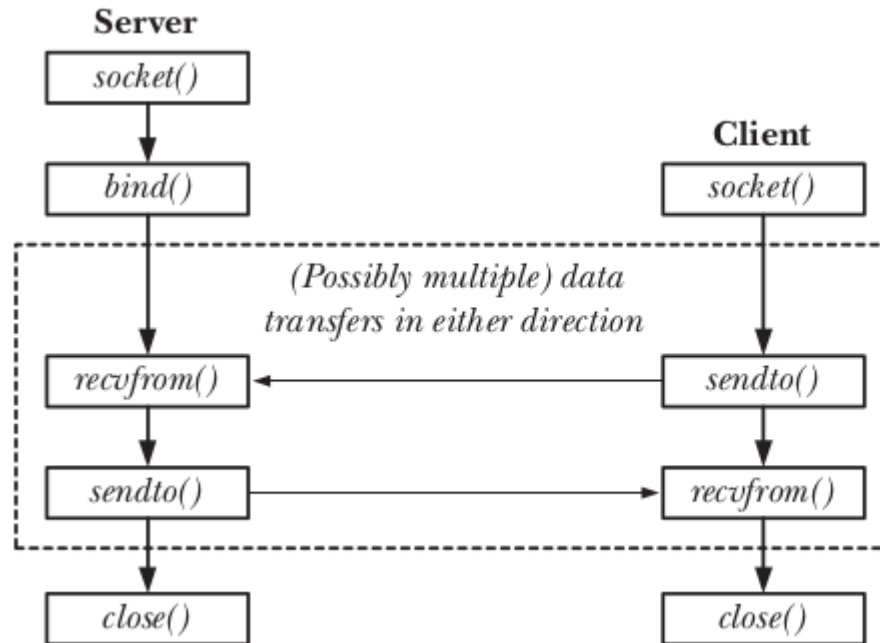 Server
socket()
Client
bind()
socket()
(Possibly multiple) data
transfers in either direction
recvfrom()
sendto()
sendto()
recvfrom()
close()
close()